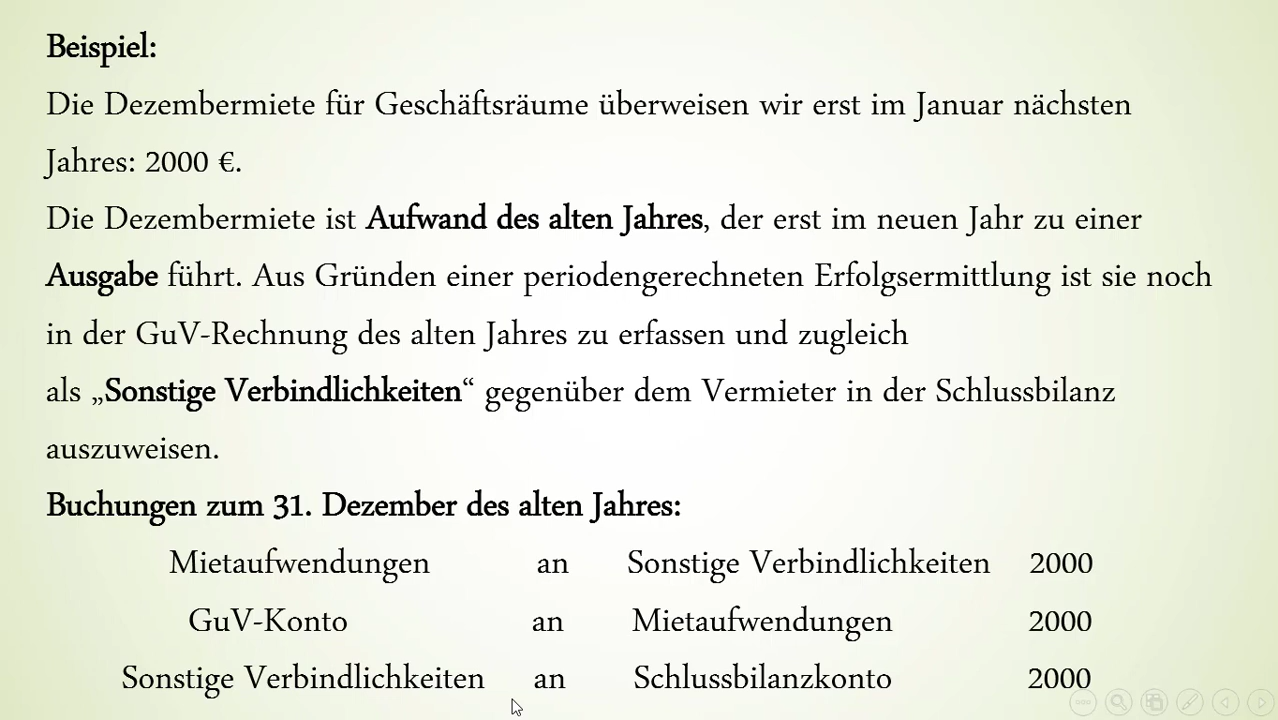 Beispiel:
Die Dezembermiete für Geschäftsräume überweisen wir erst im Januar nächsten
Jahres: 2000 €.
Die Dezembermiete ist Aufwand des alten Jahres, der erst im neuen Jahr zu einer
Ausgabe führt. Aus Gründen einer periodengerechneten Erfolgsermittlung ist sie noch
in der GuV-Rechnung des alten Jahres zu erfassen und zugleich
als „Sonstige Verbindlichkeiten“ gegenüber dem Vermieter in der Schlussbilanz
auszuweisen.
Buchungen zum 31. Dezember des alten Jahres:
Mietaufwendungen an Sonstige Verbindlichkeiten 2000
GuV-Konto an Mietaufwendungen 2000
Sonstige Verbindlichkeiten an Schlussbilanzkonto 2000